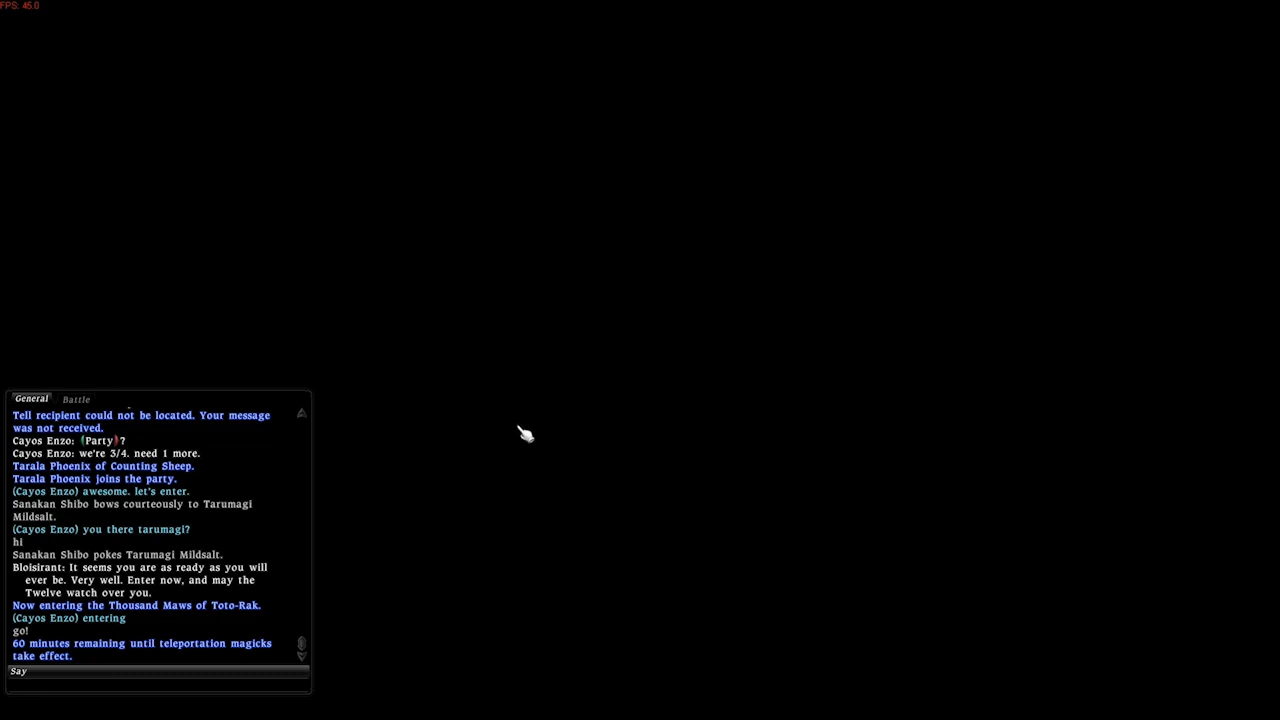 FPS: 45.0
General Battle
Tell recipient could not be located. Your message
was not received.
Cayos Enzo: (Party)?
Cayos Enzo: we're 3/4. need 1 more.
Tarala Phoenix of Counting Sheep.
Tarala Phoenix joins the party.
(Cayos Enzo) awesome. let's enter.
Sanakan Shibo bows courteously to Tarumagi
Mildsalt.
(Cayos Enzo) you there tarumagi?
hi
Sanakan Shibo pokes Tarumagi Mildsalt.
Bloisirant: It seems you are as ready as you will
ever be. Very well. Enter now, and may the
Twelve watch over you.
Now entering the Thousand Maws of Toto-Rak.
(Cayos Enzo) entering
go!
60 minutes remaining until teleportation magicks
take effect.
Say